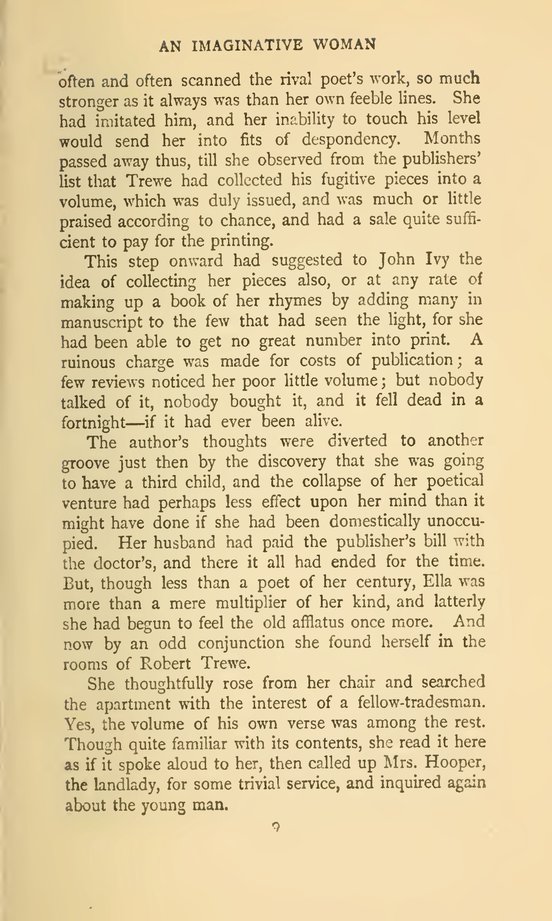 AN IMAGINATIVE WOMAN
often and often scanned the rival poet's work, so much
stronger as it always was than her own feeble lines. She
had imitated him, and her inability to touch his level
would send her into fits of despondency. Months
passed away thus, till she observed from the publishers'
list that Trewe had collected his fugitive pieces into a
volume, which was duly issued, and was much or little
praised according to chance, and had a sale quite suffi-
cient to pay for the printing.
This step onward had suggested to John Ivy the
idea of collecting her pieces also, or at any rate of
making up a book of her rhymes by adding many in
manuscript to the few that had seen the light, for she
had been able to get no great number into print. A
ruinous charge was made for costs of publication; a
few reviews noticed her poor little volume; but nobody
talked of it, nobody bought it, and it fell dead in a
fortnight—if it had ever been alive.
The author's thoughts were diverted to another
groove just then by the discovery that she was going
to have a third child, and the collapse of her poetical
venture had perhaps less effect upon her mind than it
might have done if she had been domestically unoccu-
pied. Her husband had paid the publisher's bill with
the doctor's, and there it all had ended for the time.
But, though less than a poet of her century, Ella was
more than a mere multiplier of her kind, and latterly
she had begun to feel the old afflatus once more. And
now by an odd conjunction she found herself in the
rooms of Robert Trewe.
She thoughtfully rose from her chair and searched
the apartment with the interest of a fellow-tradesman.
Yes, the volume of his own verse was among the rest.
Though quite familiar with its contents, she read it here
as if it spoke aloud to her, then called up Mrs. Hooper,
the landlady, for some trivial service, and inquired again
about the young man.
9